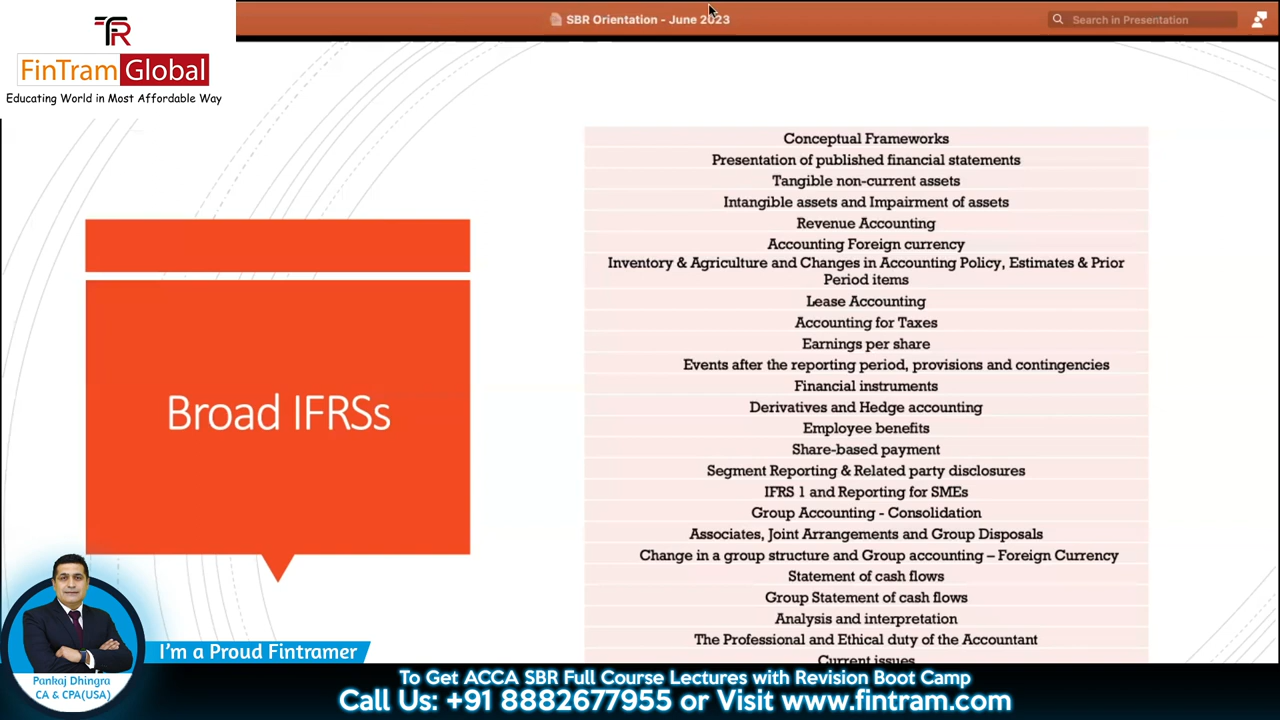 SBR Orientation - June 2023
Search in Presentation
TR
FinTram Global
Educating World in Most Affordable Way
Broad IFRSs
Conceptual Frameworks
Presentation of published financial statements
Tangible non-current assets
Intangible assets and Impairment of assets
Revenue Accounting
Accounting Foreign currency
Inventory & Agriculture and Changes in Accounting Policy, Estimates & Prior
Period items
Lease Accounting
Accounting for Taxes
Earnings per share
Events after the reporting period, provisions and contingencies
Financial instruments
Derivatives and Hedge accounting
Employee benefits
Share-based payment
Segment Reporting & Related party disclosures
IFRS 1 and Reporting for SMEs
Group Accounting - Consolidation
Associates, Joint Arrangements and Group Disposals
Change in a group structure and Group accounting – Foreign Currency
Statement of cash flows
Group Statement of cash flows
Analysis and interpretation
The Professional and Ethical duty of the Accountant
Current issues
I'm a Proud Fintramer
Pankaj Dhingra
CA & CPA(USA)
To Get ACCA SBR Full Course Lectures with Revision Boot Camp
Call Us: +91 8882677955 or Visit www.fintram.com